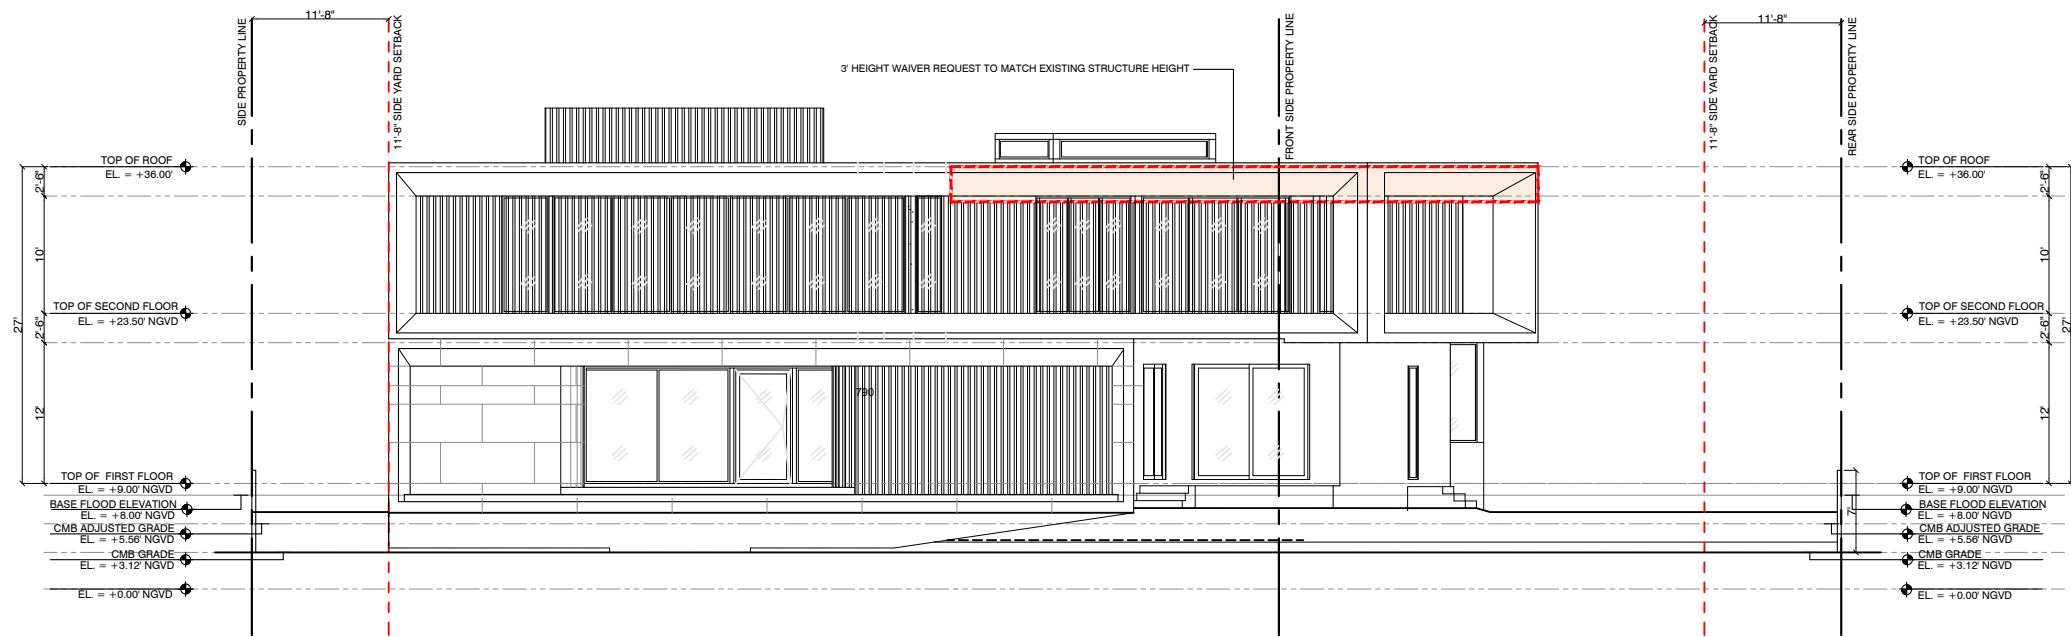 11'-8"
11'-8"
SIDE PROPERTY LINE
11'-8" SIDE YARD SETBACK
FRONT SIDE PROPERTY LINE
11'-8" SIDE YARD SETBACK
REAR SIDE PROPERTY LINE
3' HEIGHT WAIVER REQUEST TO MATCH EXISTING STRUCTURE HEIGHT
TOP OF ROOF
EL. = +36.00'
TOP OF SECOND FLOOR
EL. = +23.50' NGVD
TOP OF FIRST FLOOR
EL. = +9.00' NGVD
BASE FLOOD ELEVATION
EL. = +8.00' NGVD
CMB ADJUSTED GRADE
EL. = +5.56' NGVD
CMB GRADE
EL. = +3.12' NGVD
EL. = +0.00' NGVD
27'
2'-6"
10'
2'-6"
12'
790
TOP OF ROOF
EL. = +36.00'
TOP OF SECOND FLOOR
EL. = +23.50' NGVD
TOP OF FIRST FLOOR
EL. = +9.00' NGVD
BASE FLOOD ELEVATION
EL. = +8.00' NGVD
CMB ADJUSTED GRADE
EL. = +5.56' NGVD
CMB GRADE
EL. = +3.12' NGVD
EL. = +0.00' NGVD
2'-6"
10'
2'-6"
12'
27'
7'